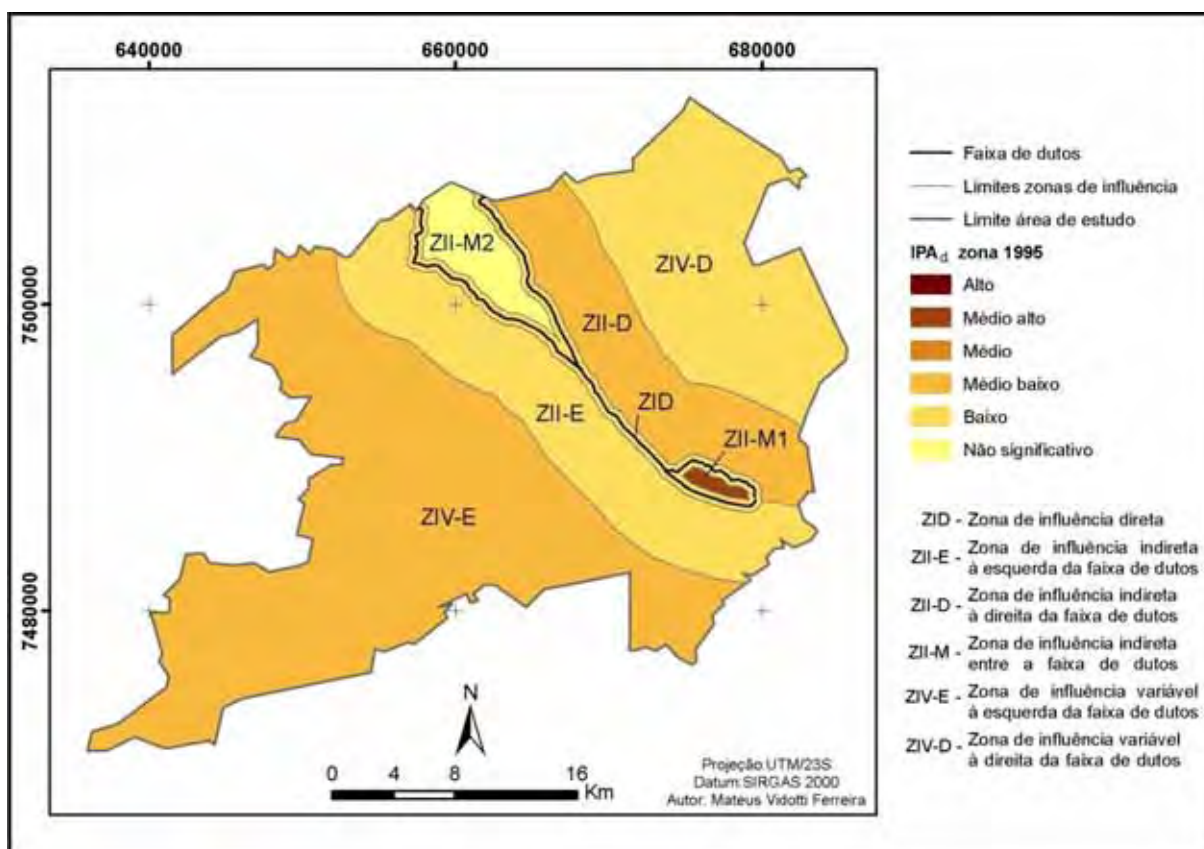 640000
660000
680000
7500000
7480000
ZII-M2
ZIV-D
ZII-D
ZII-E
ZID
ZII-M1
ZIV-E
N
0 4 8 16
Km
Projeção:UTM/23S
Datum:SIRGAS 2000
Autor. Mateus Vidotti Ferreira
Faixa de dutos
Limites zonas de influência
Limite área de estudo
IPAd zona 1995
Alto
Médio alto
Médio
Médio baixo
Baixo
Não significativo
ZID - Zona de influência direta
ZII-E - Zona de influência indireta
à esquerda da faixa de dutos
ZII-D - Zona de influência indireta
à direita da faixa de dutos
ZII-M - Zona de influência indireta
entre a faixa de dutos
ZIV-E - Zona de influência variável
à esquerda da faixa de dutos
ZIV-D - Zona de influência variável
à direita da faixa de dutos